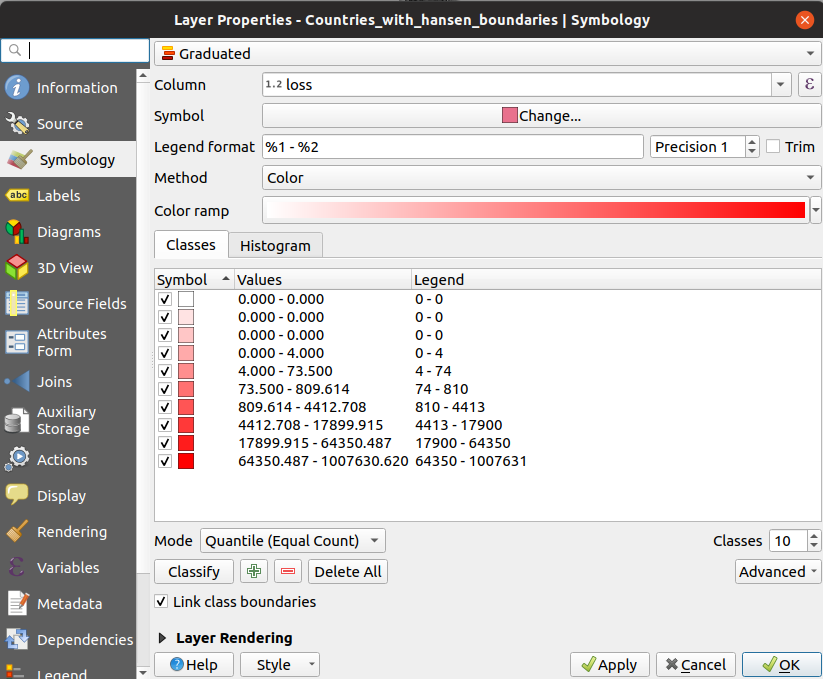 Layer Properties - Countries_with_hansen_boundaries | Symbology
Information
Source
Symbology
abc Labels
Diagrams
3D View
Source Fields
Attributes
Form
Joins
Auxiliary
Storage
Actions
Display
Rendering
Variables
Metadata
Dependencies
Legend
Graduated
Column 1.2 loss ε
Symbol Change...
Legend format %1 - %2 Precision 1 Trim
Method Color
Color ramp
Classes Histogram
Symbol Values Legend
0.000 - 0.000 0 - 0
0.000 - 0.000 0 - 0
0.000 - 0.000 0 - 0
0.000 - 4.000 0 - 4
4.000 - 73.500 4 - 74
73.500 - 809.614 74 - 810
809.614 - 4412.708 810 - 4413
4412.708 - 17899.915 4413 - 17900
17899.915 - 64350.487 17900 - 64350
64350.487 - 1007630.620 64350 - 1007631
Mode Quantile (Equal Count) Classes 10
Classify Delete All Advanced
Link class boundaries
Layer Rendering
Help Style Apply Cancel OK